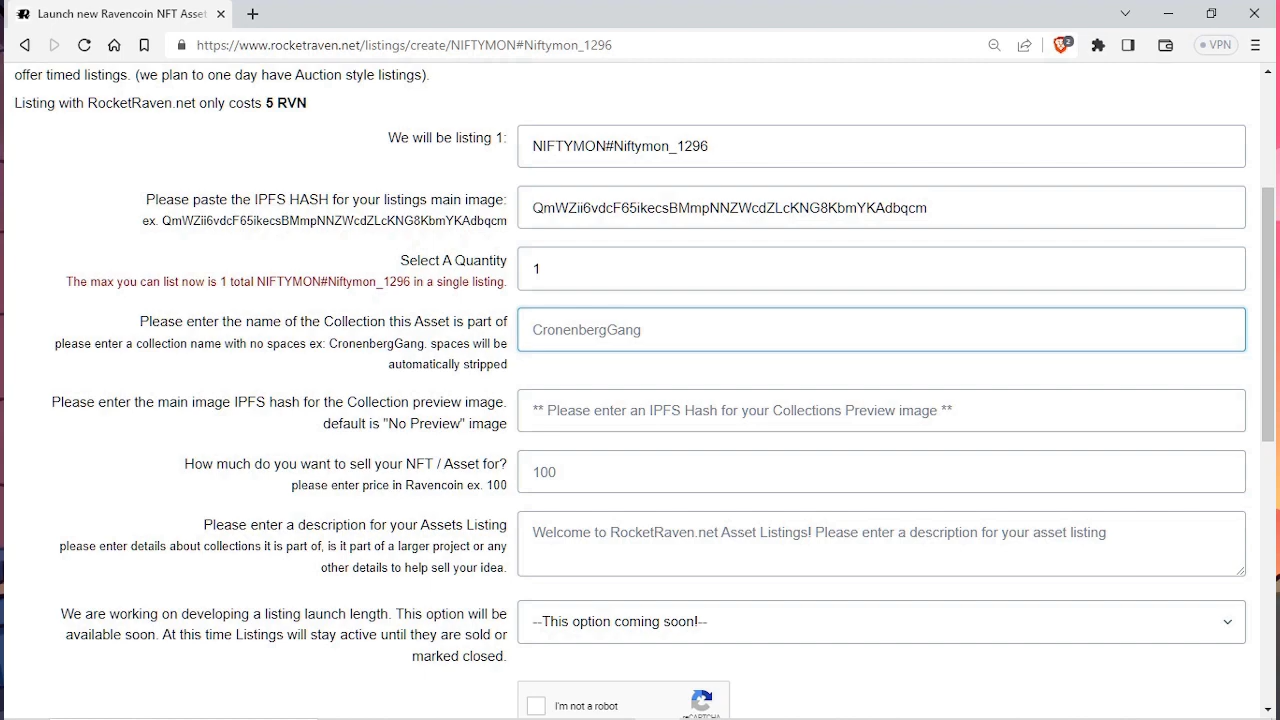 Launch new Ravencoin NFT Asset
https://www.rocketraven.net/listings/create/NIFTYMON#Niftymon_1296
2
VPN
offer timed listings. (we plan to one day have Auction style listings).
Listing with RocketRaven.net only costs 5 RVN
We will be listing 1:
NIFTYMON#Niftymon_1296
Please paste the IPFS HASH for your listings main image:
ex. QmWZii6vdcF65ikecsBMmpNNZWcdZLcKNG8KbmYKAdbqcm
QmWZii6vdcF65ikecsBMmpNNZWcdZLcKNG8KbmYKAdbqcm
Select A Quantity
The max you can list now is 1 total NIFTYMON#Niftymon_1296 in a single listing.
1
Please enter the name of the Collection this Asset is part of
please enter a collection name with no spaces ex: CronenbergGang. spaces will be
automatically stripped
CronenbergGang
Please enter the main image IPFS hash for the Collection preview image.
default is "No Preview" image
** Please enter an IPFS Hash for your Collections Preview image **
How much do you want to sell your NFT / Asset for?
please enter price in Ravencoin ex. 100
100
Please enter a description for your Assets Listing
please enter details about collections it is part of, is it part of a larger project or any
other details to help sell your idea.
Welcome to RocketRaven.net Asset Listings! Please enter a description for your asset listing
We are working on developing a listing launch length. This option will be
available soon. At this time Listings will stay active until they are sold or
marked closed.
--This option coming soon!--
I'm not a robot
reCAPTCHA